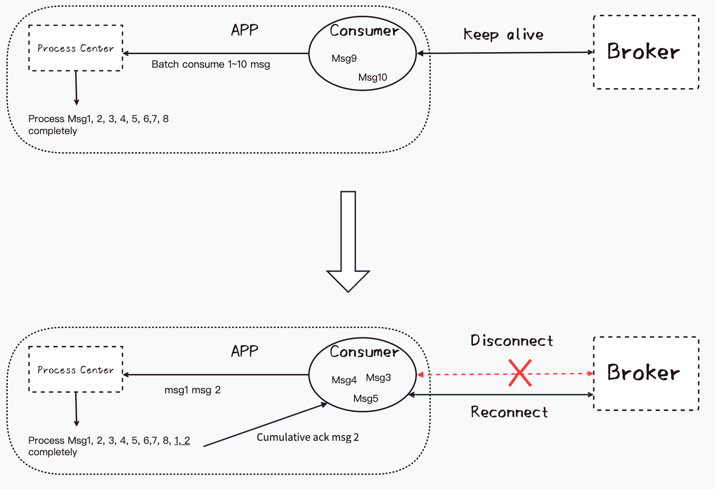 APP
Consumer
Keep alive
Process Center
Broker
Msg9
Batch consume 1~10 msg
Msg10
Process Msg1, 2, 3, 4, 5, 6,7, 8
completely
Disconnect
APP
Consumer
Process Center
Broker
Msg4
Msg3
msg1 msg 2
Msg5
Reconnect
Process Msg1, 2, 3, 4, 5, 6,7, 8, 1, 2
completely
Cumulative ack msg 2